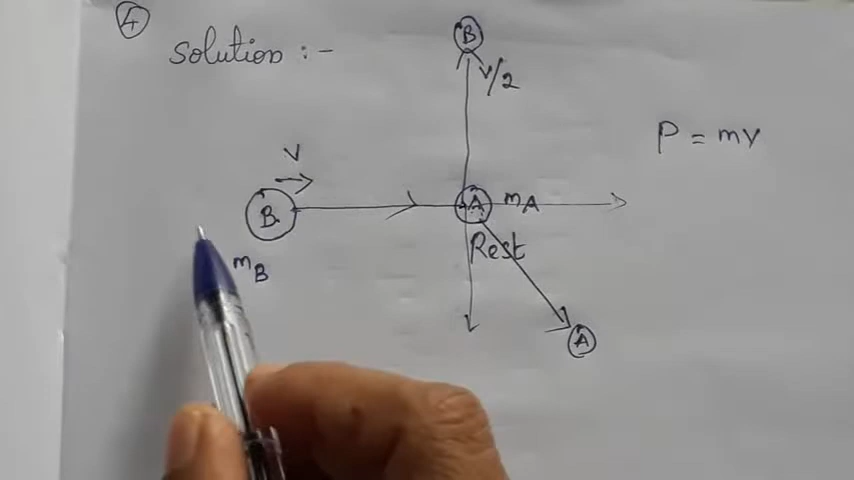 4
Solution :-
B
V/2
P = mv
V
B
A
mA
Rest
mB
A